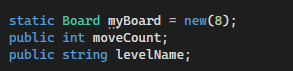 static Board myBoard = new(8);
public int moveCount;
public string levelName;